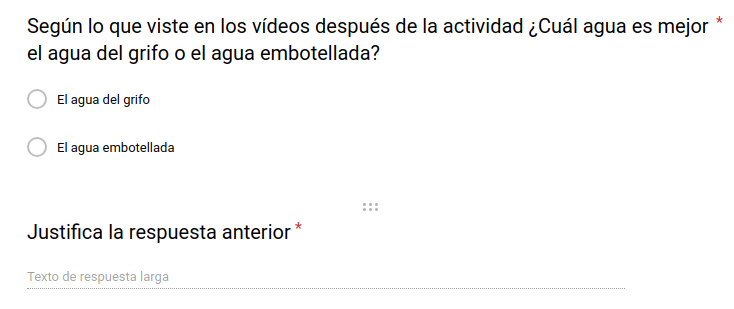 Según lo que viste en los vídeos después de la actividad ¿Cuál agua es mejor *
el agua del grifo o el agua embotellada?
El agua del grifo
El agua embotellada
Justifica la respuesta anterior *
Texto de respuesta larga